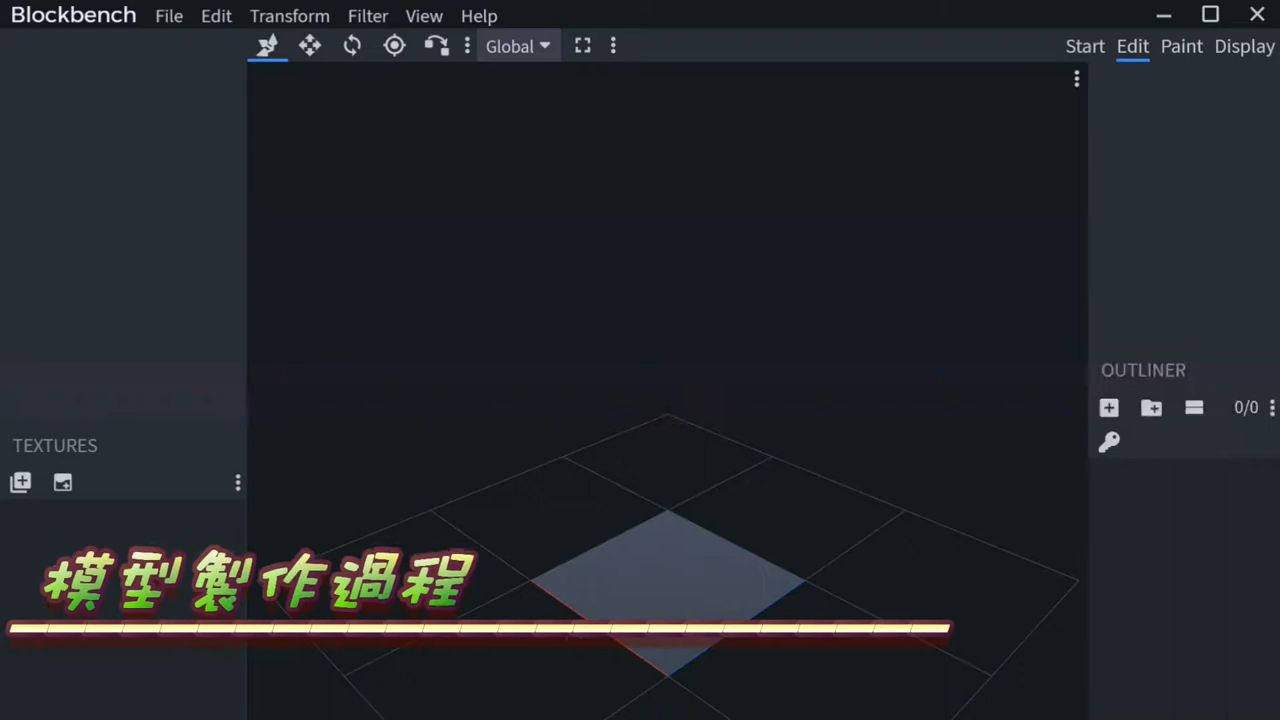 Blockbench File Edit Transform Filter View Help
Global Start Edit Paint Display
OUTLINER
0/0
TEXTURES
模型製作過程